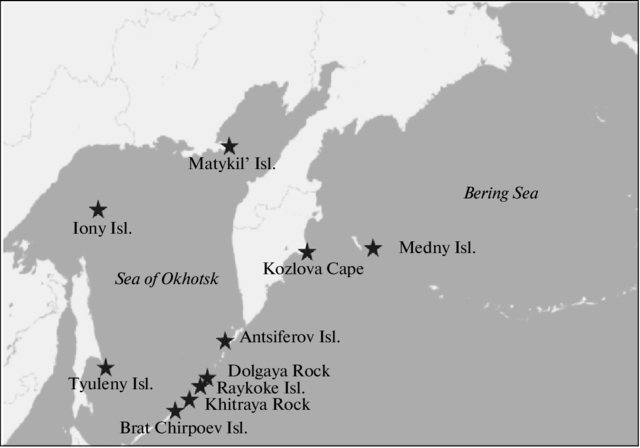 Matykil’ Isl.
Bering Sea
Iony Isl.
Medny Isl.
Kozlova Cape
Sea of Okhotsk
Antsiferov Isl.
Dolgaya Rock
Tyuleny Isl.
Raykoke Isl.
Khitraya Rock
Brat Chirpoev Isl.